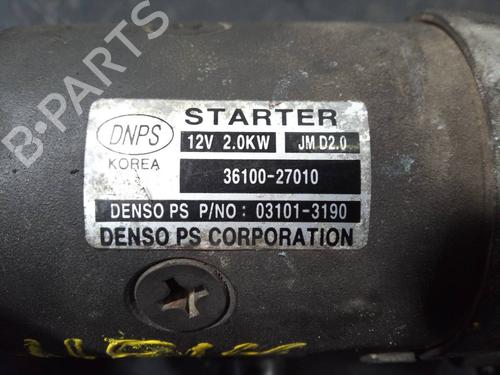 B-PARTS
STARTER
DNPS
12V 2.0KW JM D2.0
KOREA
36100-27010
DENSO PS P/NO: 03101-3190
DENSO PS CORPORATION